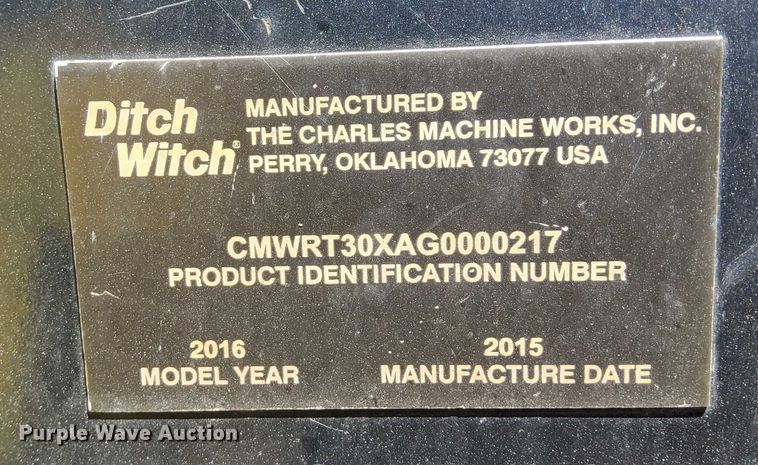 Ditch Witch®
MANUFACTURED BY
THE CHARLES MACHINE WORKS, INC.
PERRY, OKLAHOMA 73077 USA
CMWRT30XAG0000217
PRODUCT IDENTIFICATION NUMBER
2016
MODEL YEAR
2015
MANUFACTURE DATE
Purple Wave Auction